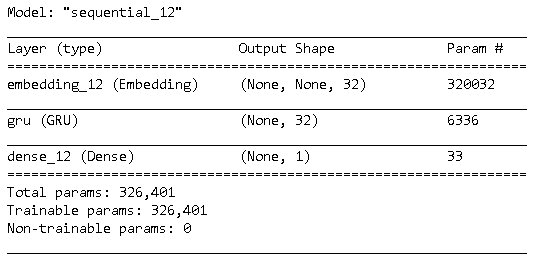 Model: "sequential_12"
Layer (type) Output Shape Param #
embedding_12 (Embedding) (None, None, 32) 320032
gru (GRU) (None, 32) 6336
dense_12 (Dense) (None, 1) 33
Total params: 326,401
Trainable params: 326,401
Non-trainable params: 0